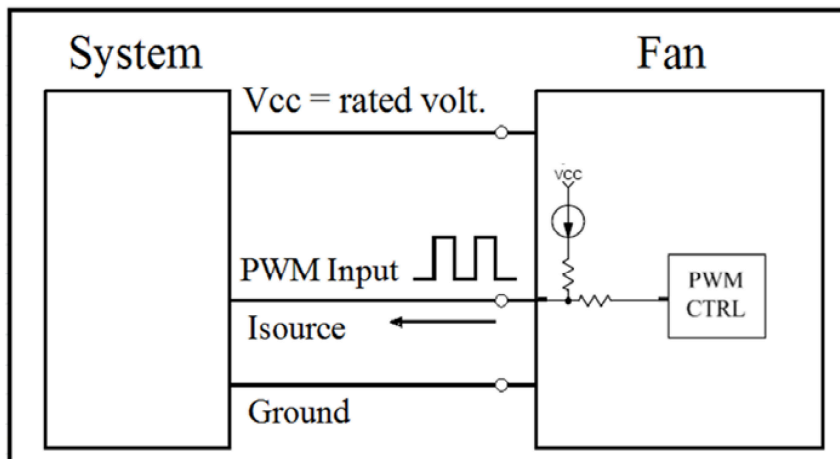 System
Fan
Vcc = rated volt.
VCC
PWM Input
PWM
CTRL
Isource
Ground